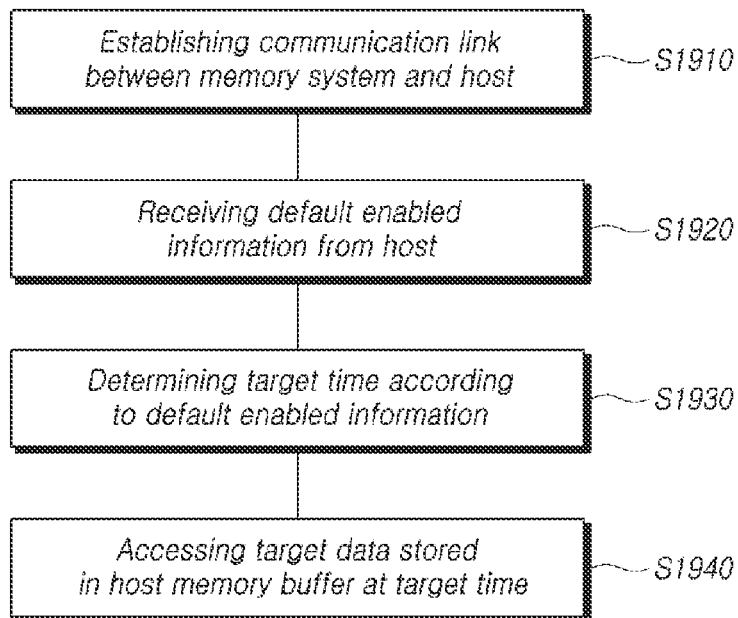 Establishing communication link
between memory system and host
S1910
Receiving default enabled
information from host
S1920
Determining target time according
to default enabled information
S1930
Accessing target data stored
in host memory buffer at target time
S1940